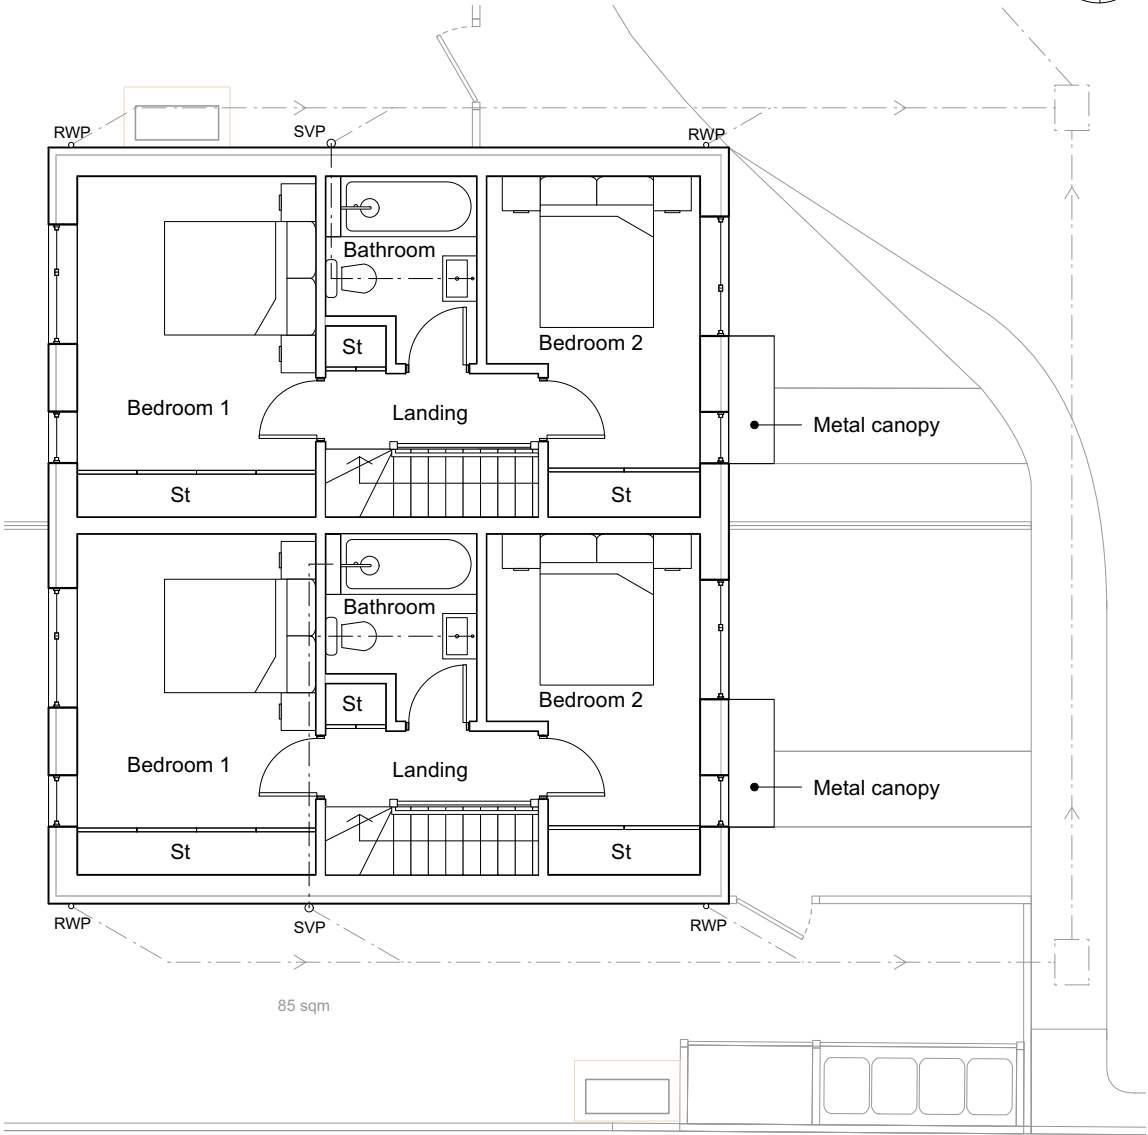 RWP
SVP
RWP
Bathroom
St
Bedroom 2
Bedroom 1
Landing
Metal canopy
St
St
Bathroom
St
Bedroom 2
Bedroom 1
Landing
Metal canopy
St
St
RWP
SVP
RWP
85 sqm